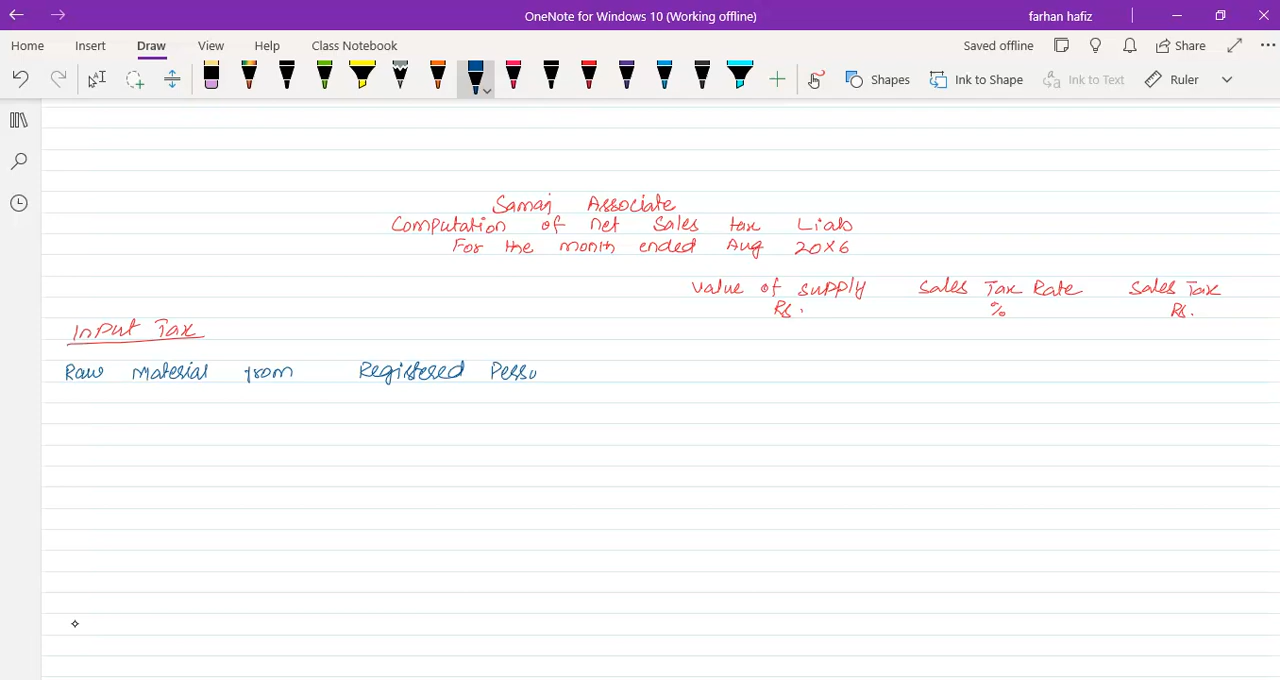 OneNote for Windows 10 (Working offline)
farhan hafiz
Home Insert Draw View Help Class Notebook
Saved offline
Share
Shapes
Ink to Shape
Ink to Text
Ruler
Samaj Associate
Computation of net Sales tax Liab
For the month ended Aug 20X6
Value of supply Sales Tax Rate Sales Tax
Rs. % Rs.
Input Tax
Raw Material from Registered Perso